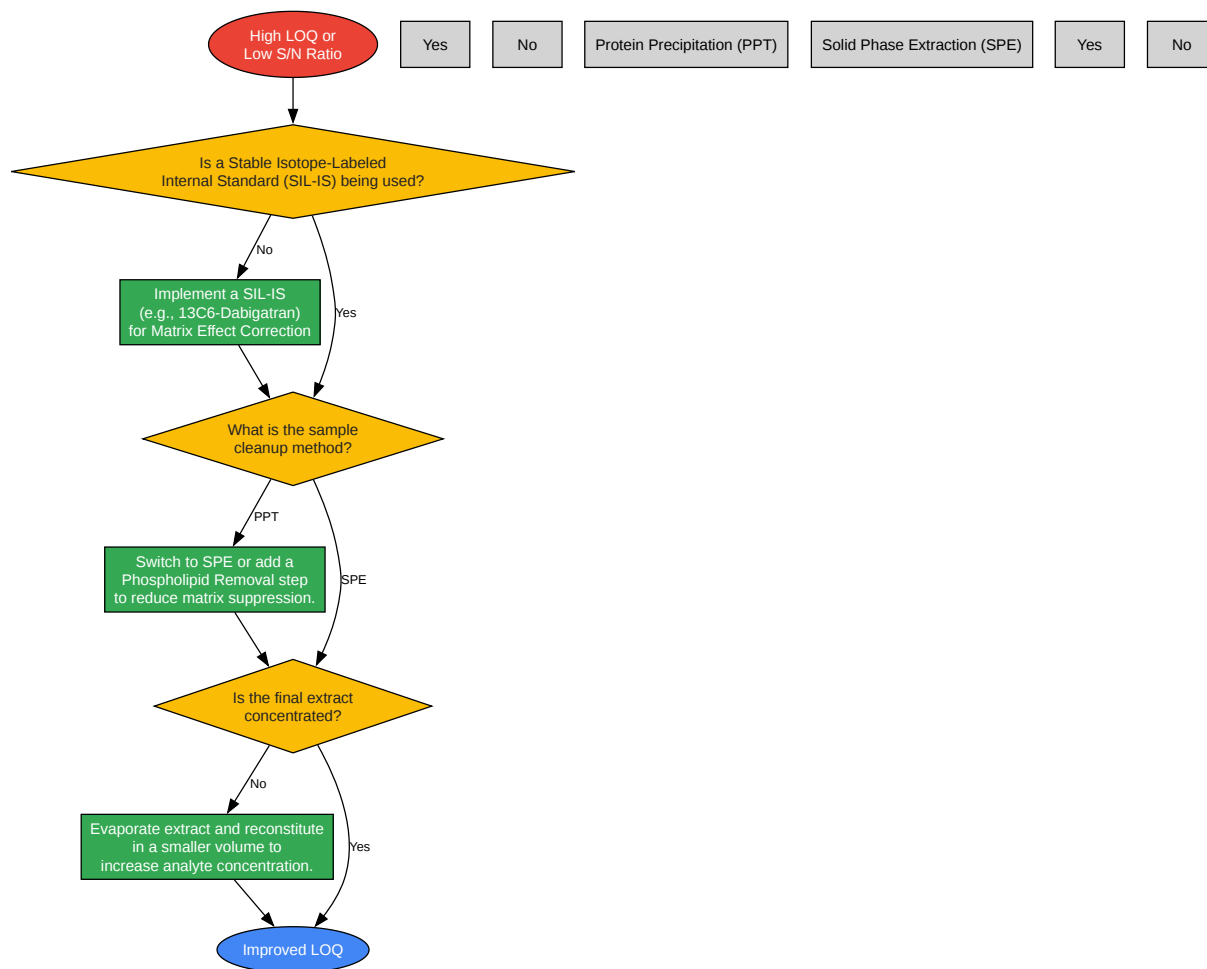 High LOQ or
Low S/N Ratio
Yes
No
Protein Precipitation (PPT)
Solid Phase Extraction (SPE)
Yes
No
Is a Stable Isotope-Labeled
Internal Standard (SIL-IS) being used?
No
Implement a SIL-IS
(e.g., 13C6-Dabigatran)
for Matrix Effect Correction
Yes
What is the sample
cleanup method?
PPT
Switch to SPE or add a
Phospholipid Removal step
to reduce matrix suppression.
SPE
Is the final extract
concentrated?
No
Evaporate extract and reconstitute
in a smaller volume to
increase analyte concentration.
Yes
Improved LOQ